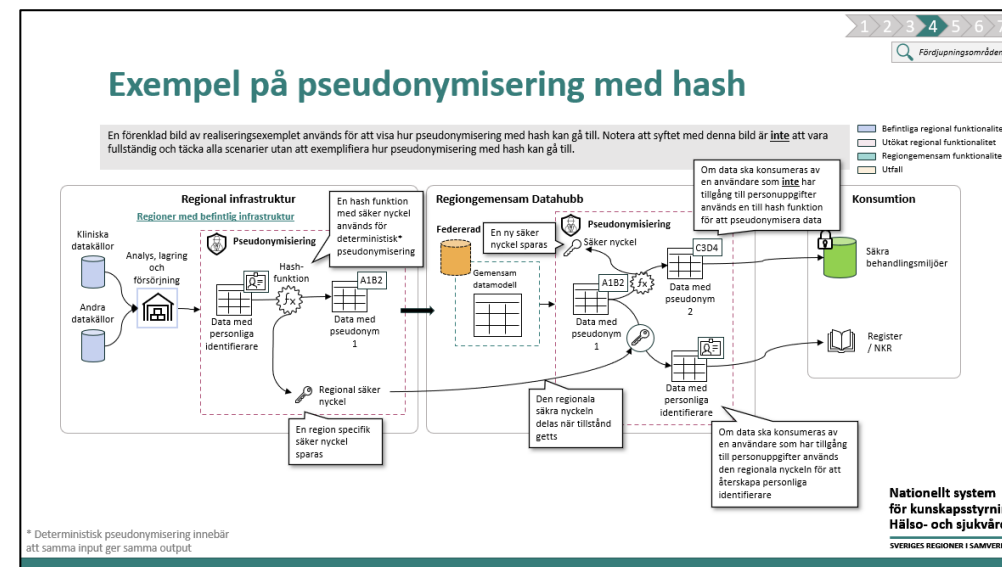 1 2 3 4 5 6 7
Fördjupningsområden
Exempel på pseudonymisering med hash
En förenklad bild av realiseringsexemplet används för att visa hur pseudonymisering med hash kan gå till. Notera att syftet med denna bild är inte att vara
fullständig och täcka alla scenarier utan att exemplifiera hur pseudonymisering med hash kan gå till.
Befintliga regional funktionalite
Utökat regional funktionalitet
Regiongemensam funktionalite
Utfall
Regional infrastruktur
Regioner med befintlig infrastruktur
Kliniska
datakällor
Andra
datakällor
Analys, lagring
och
försörjning
Pseudonymisiering
Hash-
funktion
fx
Data med
personliga
identifierare
A1B2
Data med
pseudonym
1
Regional säker
nyckel
En hash funktion
med säker nyckel
används för
deterministisk*
pseudonymisering
En region specifik
säker nyckel
sparas
Regiongemensam Datahubb
Federerad
Gemensam
datamodell
En ny säker
nyckel sparas
Pseudonymisiering
Säker nyckel
A1B2
fx
Data med
pseudonym
1
C3D4
Data med
pseudonym
2
Data med
personliga
identifierare
Om data ska konsumeras av
en användare som inte har
tillgång till personuppgifter
används en till hash funktion
för att pseudonymisera data
Den regionala
säkra nyckeln
delas när tillstånd
getts
Om data ska konsumeras av
en användare som har tillgång
till personuppgifter används
den regionala nyckeln för att
återskapa personliga
identifierare
Konsumtion
Säkra
behandlingsmiljöer
Register
/ NKR
* Deterministisk pseudonymisering innebär
att samma input ger samma output
Nationellt system
för kunskapsstyrnin
Hälso- och sjukvård
SVERIGES REGIONER I SAMVER